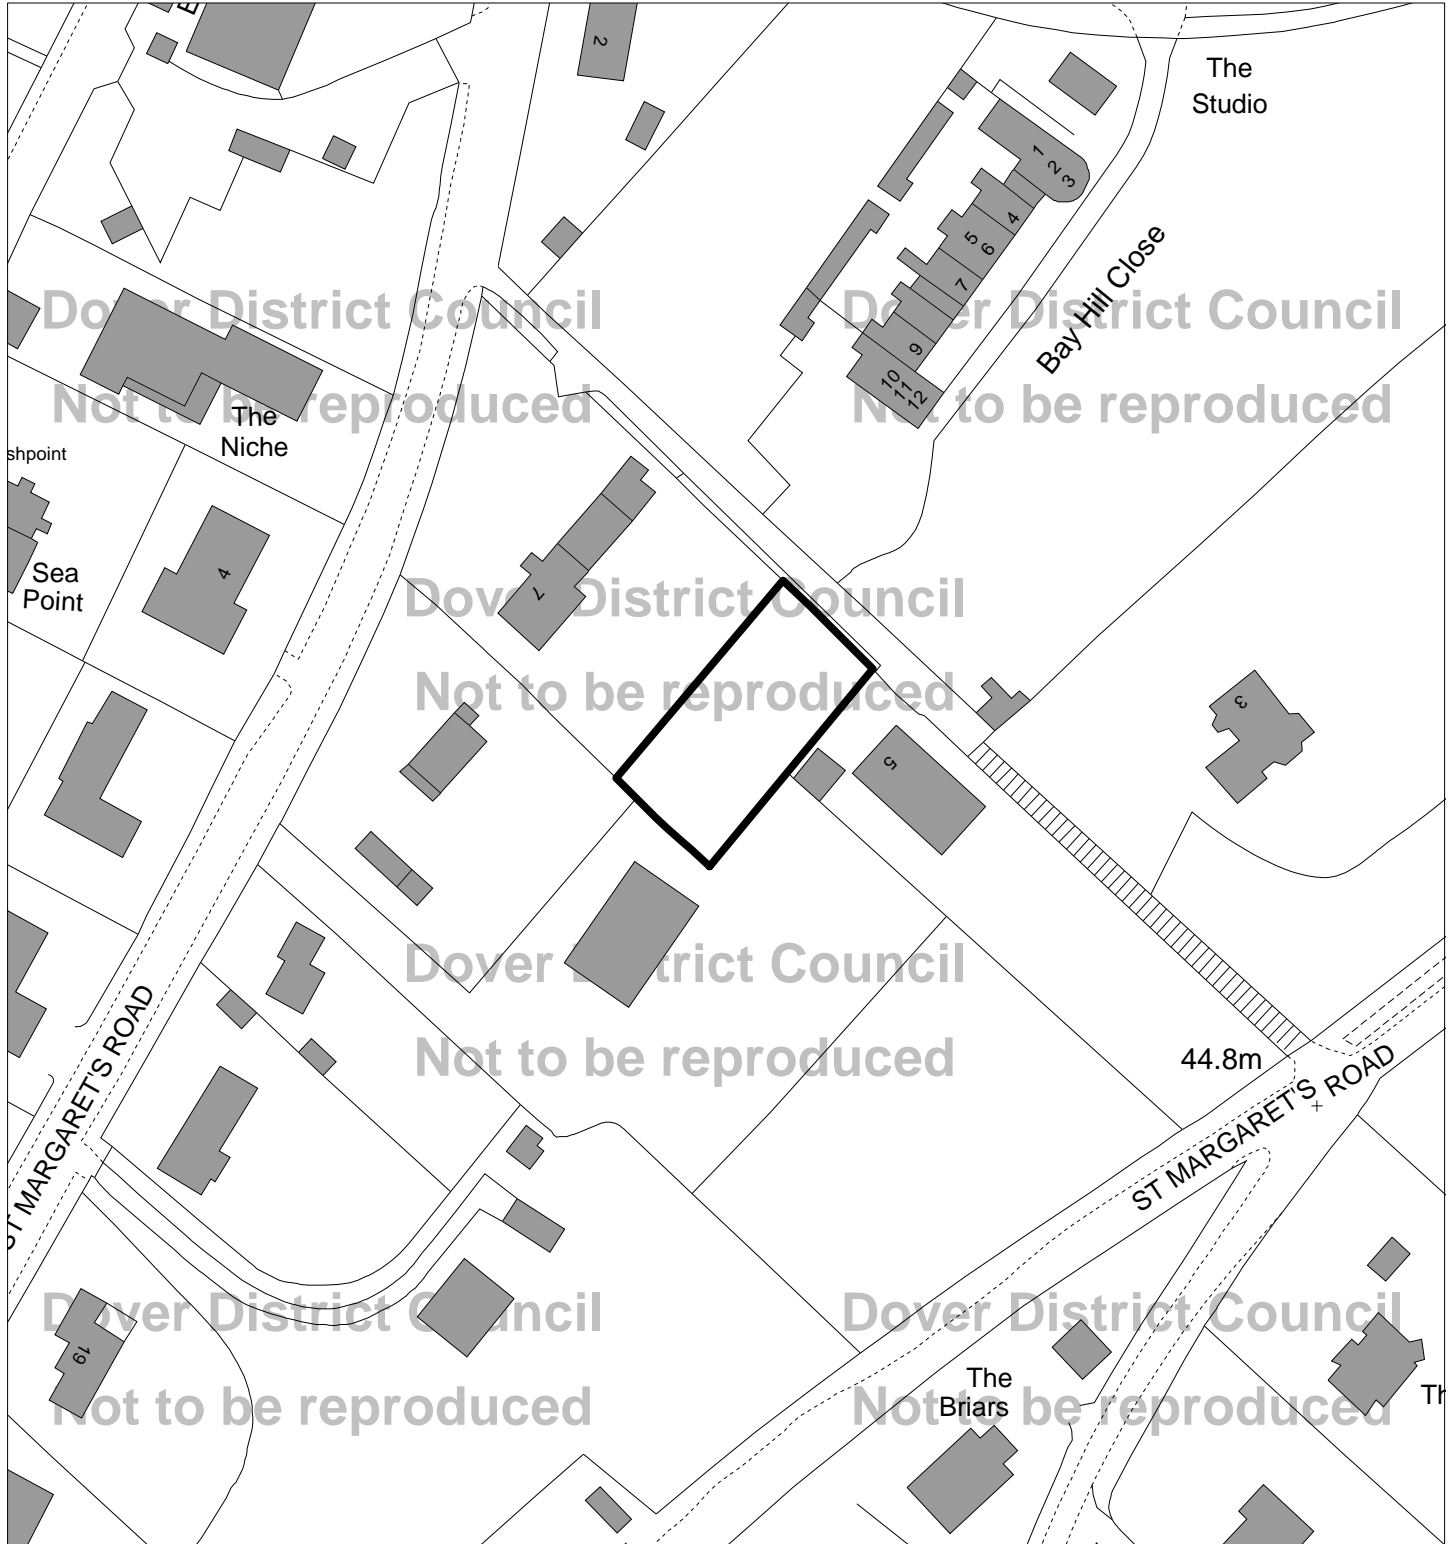 2
The
Studio
1
2
3
4
5
6
7
9
10
11
12
Bay Hill Close
Dover District Council
Dover District Council
Not to be reproduced
Not to be reproduced
The
Niche
shpoint
4
Sea
Point
7
Dover District Council
Not to be reproduced
3
5
Dover District Council
Not to be reproduced
44.8m
ST MARGARET'S ROAD
ST MARGARET'S ROAD
Dover District Council
Dover District Council
19
The
Briars
Not to be reproduced
Not to be reproduced